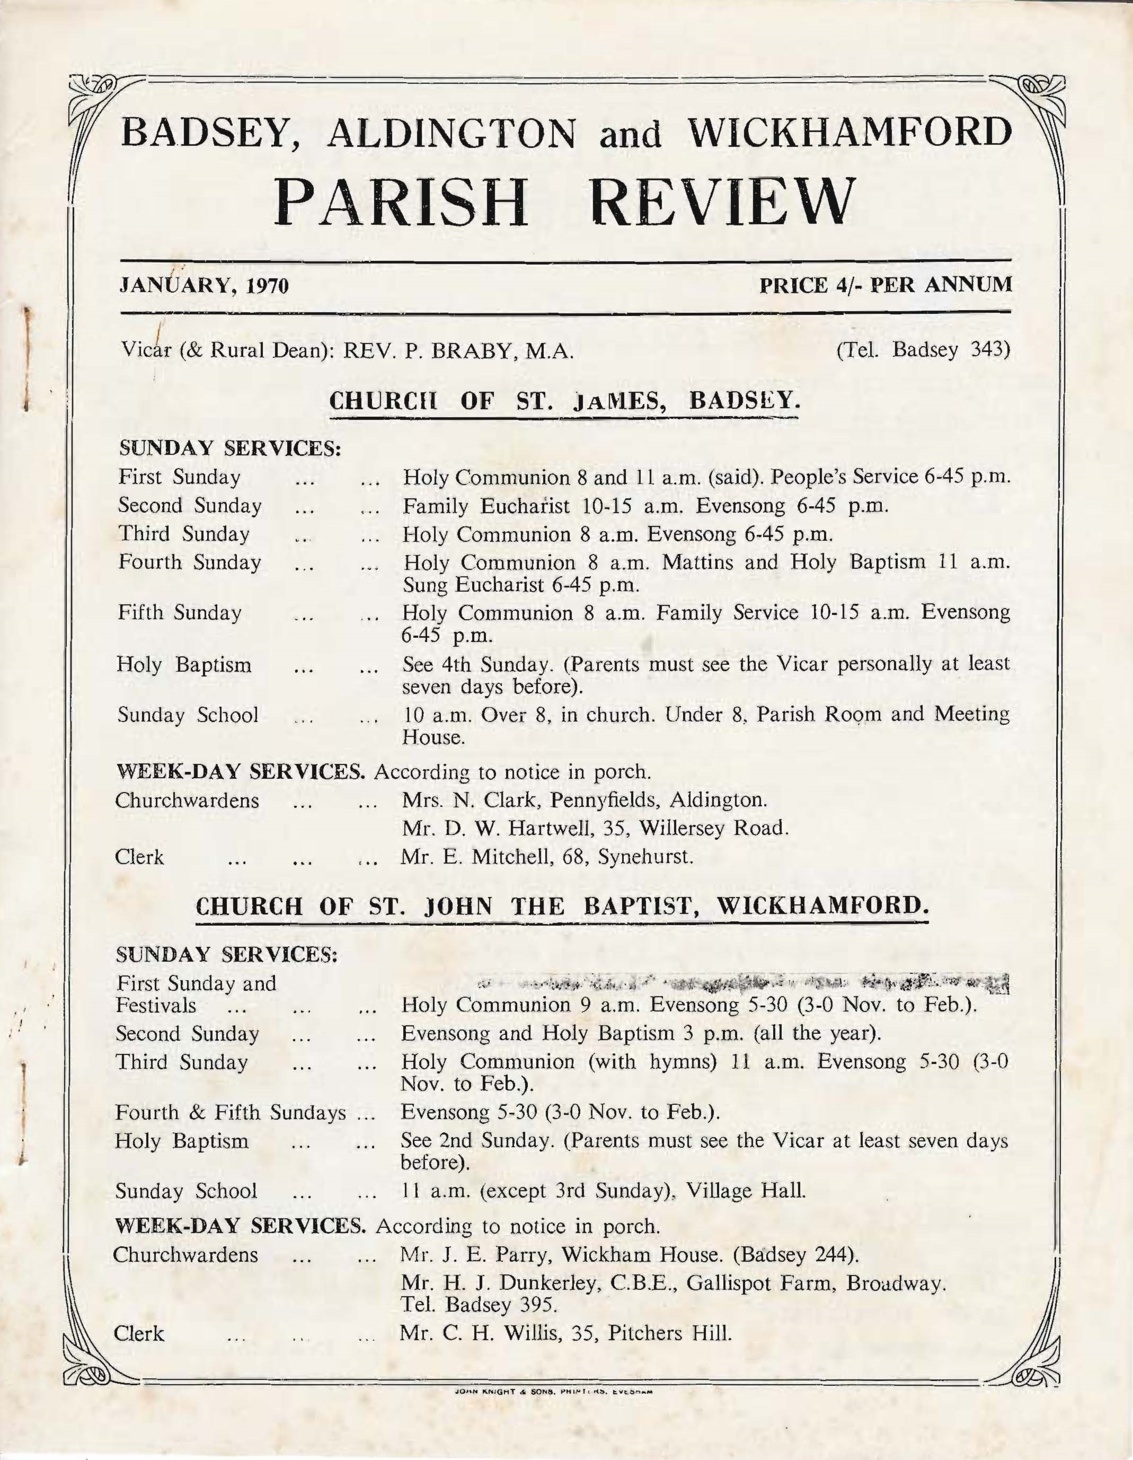 BADSEY, ALDINGTON and WICKHAMFORD
PARISH REVIEW
JANUARY, 1970 PRICE 4/- PER ANNUM
Vicar (& Rural Dean): REV. P. BRABY, M.A. (Tel. Badsey 343)
CHURCH OF ST. JAMES, BADSEY.
SUNDAY SERVICES:
First Sunday ... ... Holy Communion 8 and 11 a.m. (said). People's Service 6-45 p.m.
Second Sunday ... ... Family Eucharist 10-15 a.m. Evensong 6-45 p.m.
Third Sunday .. ... Holy Communion 8 a.m. Evensong 6-45 p.m.
Fourth Sunday ... ... Holy Communion 8 a.m. Mattins and Holy Baptism 11 a.m.
Sung Eucharist 6-45 p.m.
Fifth Sunday ... ... Holy Communion 8 a.m. Family Service 10-15 a.m. Evensong
6-45 p.m.
Holy Baptism ... ... See 4th Sunday. (Parents must see the Vicar personally at least
seven days before).
Sunday School ... ... 10 a.m. Over 8, in church. Under 8, Parish Room and Meeting
House.
WEEK-DAY SERVICES. According to notice in porch.
Churchwardens ... ... Mrs. N. Clark, Pennyfields, Aldington.
Mr. D. W. Hartwell, 35, Willersey Road.
Clerk ... ... ... Mr. E. Mitchell, 68, Synehurst.
CHURCH OF ST. JOHN THE BAPTIST, WICKHAMFORD.
SUNDAY SERVICES:
First Sunday and
Festivals ... ... ... Holy Communion 9 a.m. Evensong 5-30 (3-0 Nov. to Feb.).
Second Sunday ... ... Evensong and Holy Baptism 3 p.m. (all the year).
Third Sunday ... ... Holy Communion (with hymns) 11 a.m. Evensong 5-30 (3-0
Nov. to Feb.).
Fourth & Fifth Sundays ... Evensong 5-30 (3-0 Nov. to Feb.).
Holy Baptism ... ... See 2nd Sunday. (Parents must see the Vicar at least seven days
before).
Sunday School ... ... 11 a.m. (except 3rd Sunday), Village Hall.
WEEK-DAY SERVICES. According to notice in porch.
Churchwardens ... ... Mr. J. E. Parry, Wickham House. (Badsey 244).
Mr. H. J. Dunkerley, C.B.E., Gallispot Farm, Broadway.
Tel. Badsey 395.
Clerk ... .. ... Mr. C. H. Willis, 35, Pitchers Hill.
JOHN KNIGHT & SONS, PRINTERS, EVESHAM